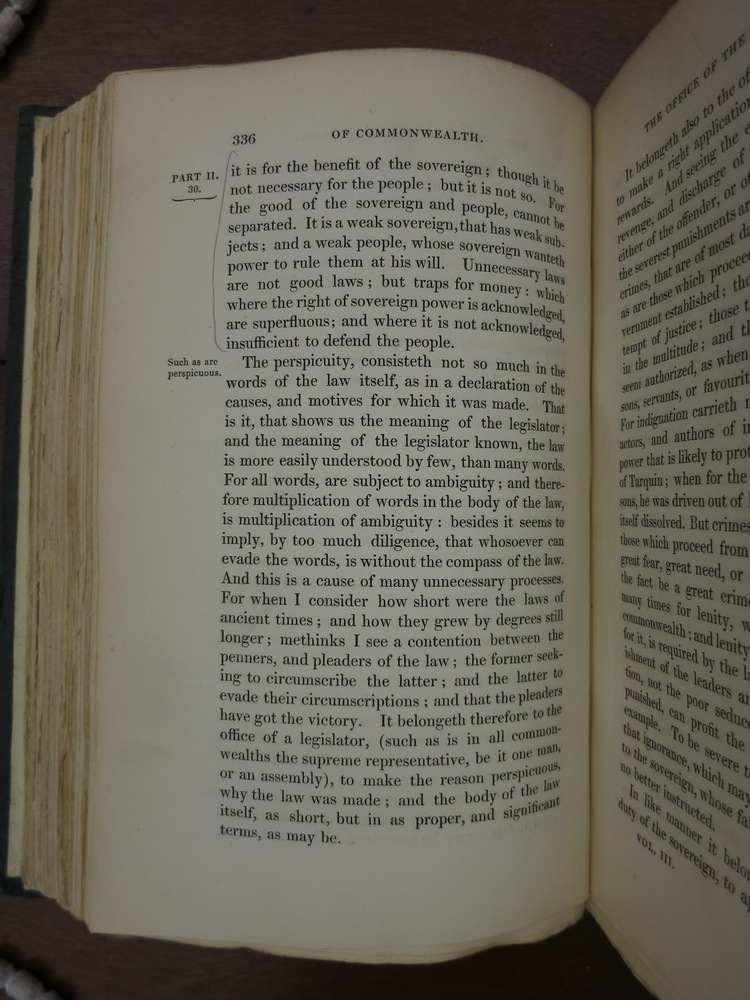 336
OF COMMONWEALTH.
PART II.
30.
it is for the benefit of the sovereign ; though it be
not necessary for the people ; but it is not so. For
the good of the sovereign and people, cannot be
separated. It is a weak sovereign, that has weak sub-
jects ; and a weak people, whose sovereign wanteth
power to rule them at his will. Unnecessary laws
are not good laws ; but traps for money : which
where the right of sovereign power is acknowledged,
are superfluous; and where it is not acknowledged,
insufficient to defend the people.
Such as are
perspicuous.
The perspicuity, consisteth not so much in the
words of the law itself, as in a declaration of the
causes, and motives for which it was made. That
is it, that shows us the meaning of the legislator ;
and the meaning of the legislator known, the law
is more easily understood by few, than many words.
For all words, are subject to ambiguity ; and there-
fore multiplication of words in the body of the law,
is multiplication of ambiguity : besides it seems to
imply, by too much diligence, that whosoever can
evade the words, is without the compass of the law.
And this is a cause of many unnecessary processes.
For when I consider how short were the laws of
ancient times ; and how they grew by degrees still
longer ; methinks I see a contention between the
penners, and pleaders of the law ; the former seek-
ing to circumscribe the latter ; and the latter to
evade their circumscriptions ; and that the pleaders
have got the victory. It belongeth therefore to the
office of a legislator, (such as is in all common-
wealths the supreme representative, be it one man,
or an assembly), to make the reason perspicuous,
why the law was made ; and the body of the law
itself, as short, but in as proper, and significant
terms, as may be.
THE OFFICE OF THE
It belongeth also to the
to make a right application
rewards. And seeing the
revenge, and discharge of
either of the offender, or of
the severest punishments
crimes, that are of most
as are those which proceed
vernment established ;
tempt of justice ; those
in the multitude ; and
seem authorized, as when
sons, servants, or
For indignation carrieth
actors, and authors of
power that is likely to
of Tarquin ; when for the
sons, he was driven out of
itself dissolved. But crimes
those which proceed from
great fear, great need, or
the fact be a great
many times for lenity,
commonwealth ; and lenity
for it, is required by the
ishment of the leaders
tion, not the poor
punished, can profit the
example. To be severe
that ignorance, which may
to the sovereign, whose
no better instructed.
In like manner it
duty of the sovereign, to
VOL. III.